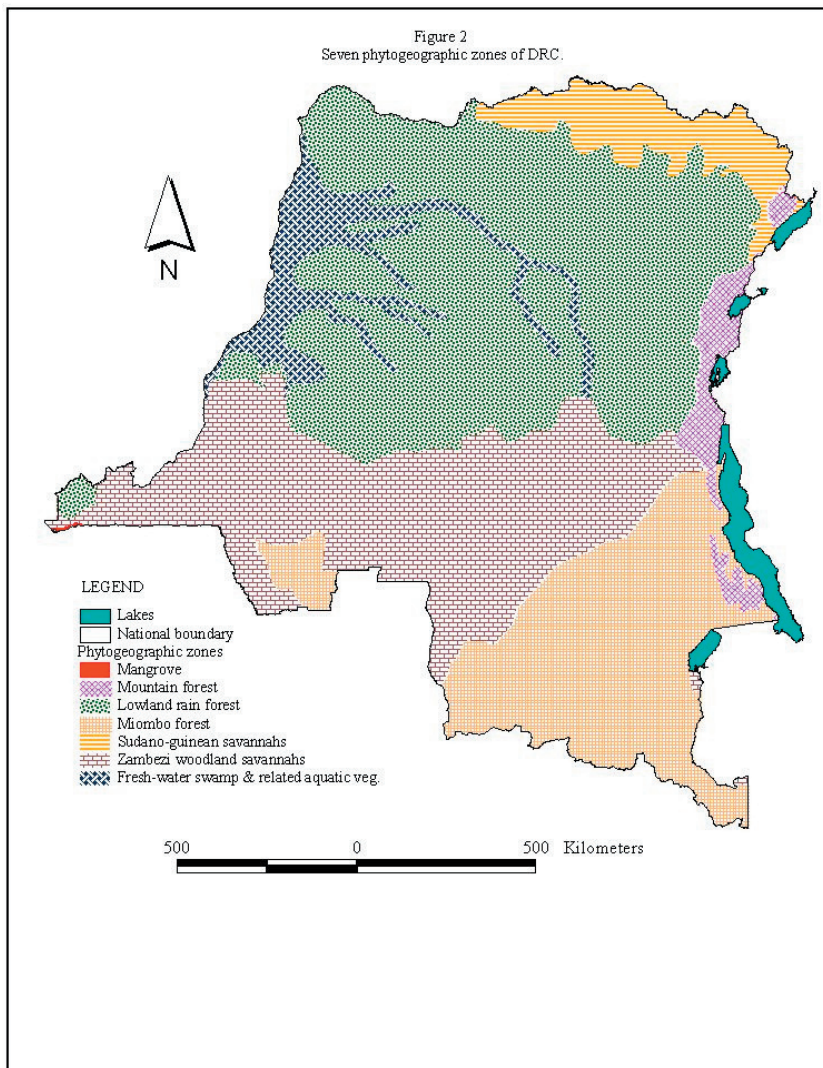 Figure 2
Seven phytogeographic zones of DRC.
N
LEGEND
Lakes
National boundary
Phytogeographic zones
Mangrove
Mountain forest
Lowland rain forest
Miombo forest
Sudano-guinean savannahs
Zambezi woodland savannahs
Fresh-water swamp & related aquatic veg.
500 0 500 Kilometers